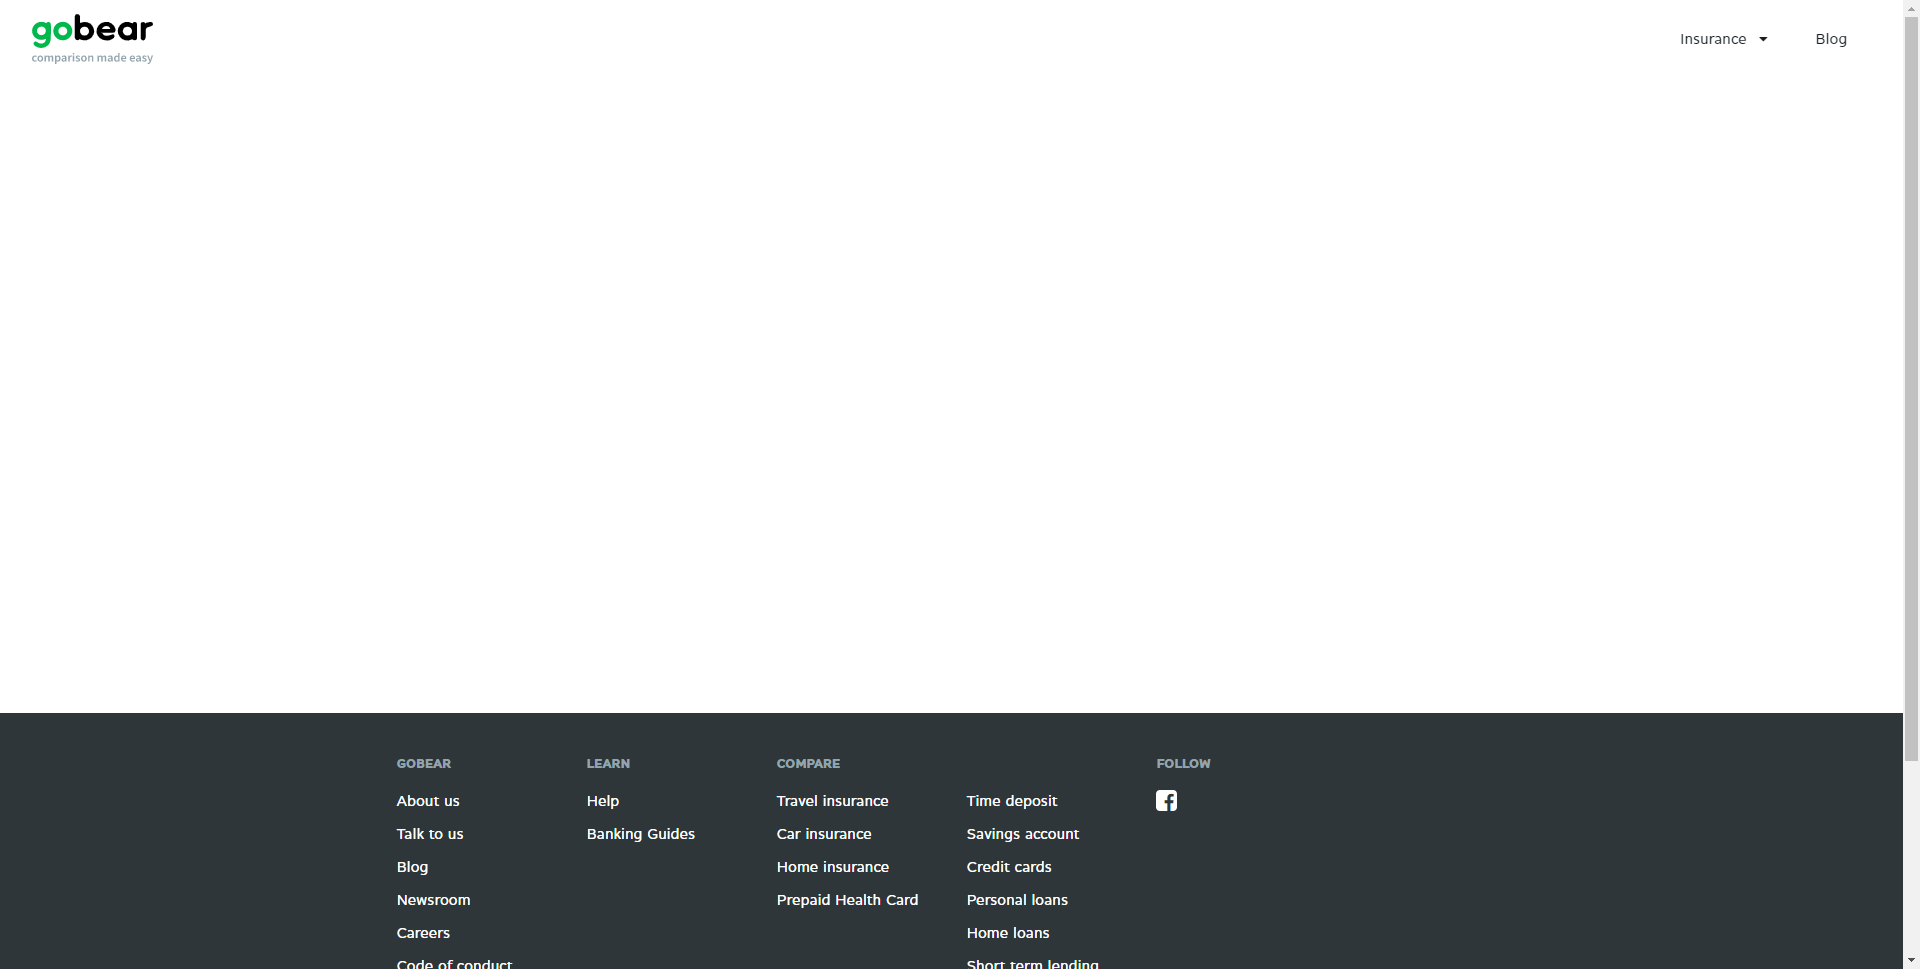 gobear
comparison made easy
Insurance
Blog
GOBEAR
About us
Talk to us
Blog
Newsroom
Careers
Code of conduct
LEARN
Help
Banking Guides
COMPARE
Travel insurance
Car insurance
Home insurance
Prepaid Health Card
Time deposit
Savings account
Credit cards
Personal loans
Home loans
Short term lending
FOLLOW